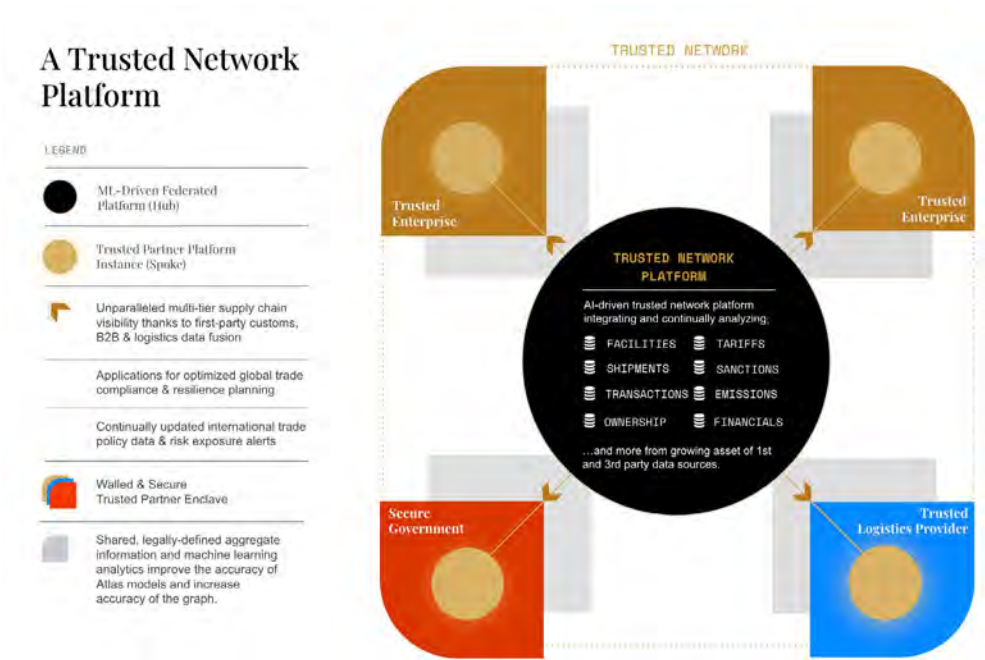 A Trusted Network
Platform
LEGEND
ML-Driven Federated
Platform (Hub)
Trusted Partner Platform
Instance (Spoke)
Unparalleled multi-tier supply chain
visibility thanks to first-party customs,
B2B & logistics data fusion
Applications for optimized global trade
compliance & resilience planning
Continually updated international trade
policy data & risk exposure alerts
Walled & Secure
Trusted Partner Enclave
Shared, legally-defined aggregate
information and machine learning
analytics improve the accuracy of
Atlas models and increase
accuracy of the graph.
TRUSTED NETWORK
Trusted
Enterprise
Trusted
Enterprise
TRUSTED NETWORK
PLATFORM
AI-driven trusted network platform
integrating and continually analyzing;
FACILITIES TARIFFS
SHIPMENTS SANCTIONS
TRANSACTIONS EMISSIONS
OWNERSHIP FINANCIALS
...and more from growing asset of 1st
and 3rd party data sources.
Secure
Government
Trusted
Logistics Provider